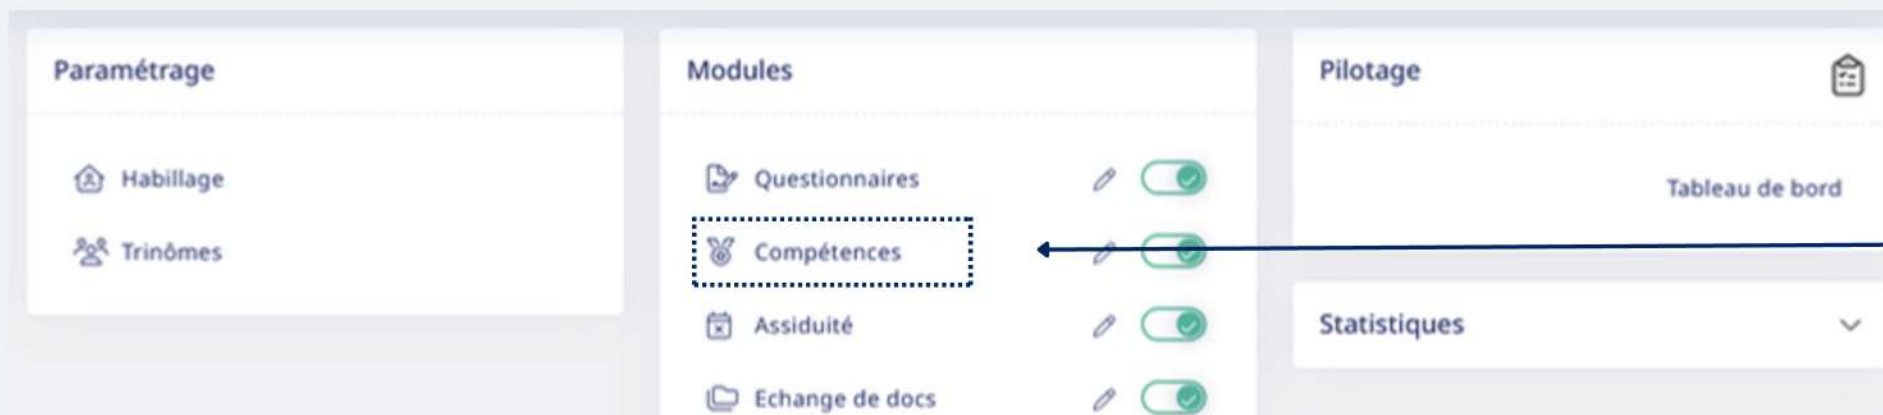 Paramétrage
Habillage
Trinômes
Modules
Questionnaires
Compétences
Assiduité
Echange de docs
Pilotage
Tableau de bord
Statistiques